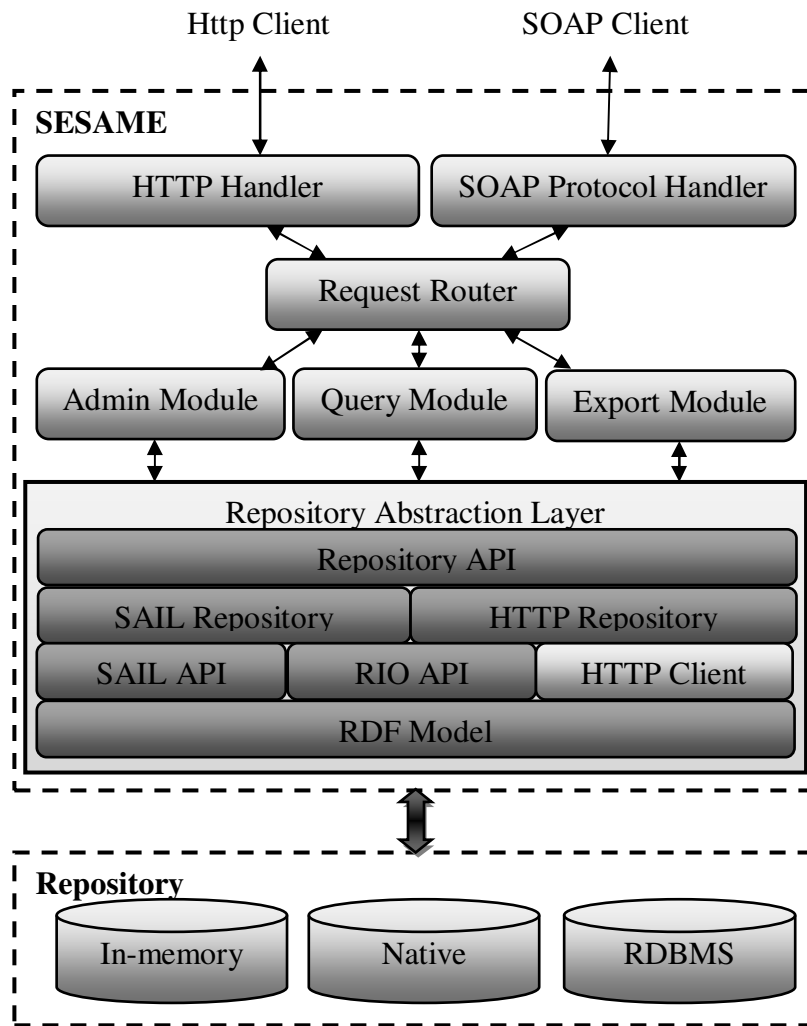 Http Client
SOAP Client
SESAME
HTTP Handler
SOAP Protocol Handler
Request Router
Admin Module
Query Module
Export Module
Repository Abstraction Layer
Repository API
SAIL Repository
HTTP Repository
SAIL API
RIO API
HTTP Client
RDF Model
Repository
In-memory
Native
RDBMS